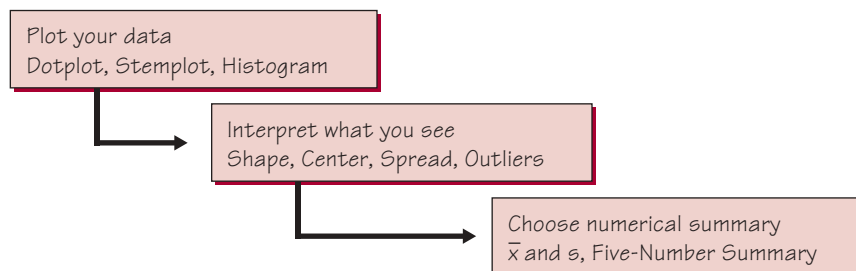 Plot your data
Dotplot, Stemplot, Histogram
Interpret what you see
Shape, Center, Spread, Outliers
Choose numerical summary
x̅ and s, Five-Number Summary